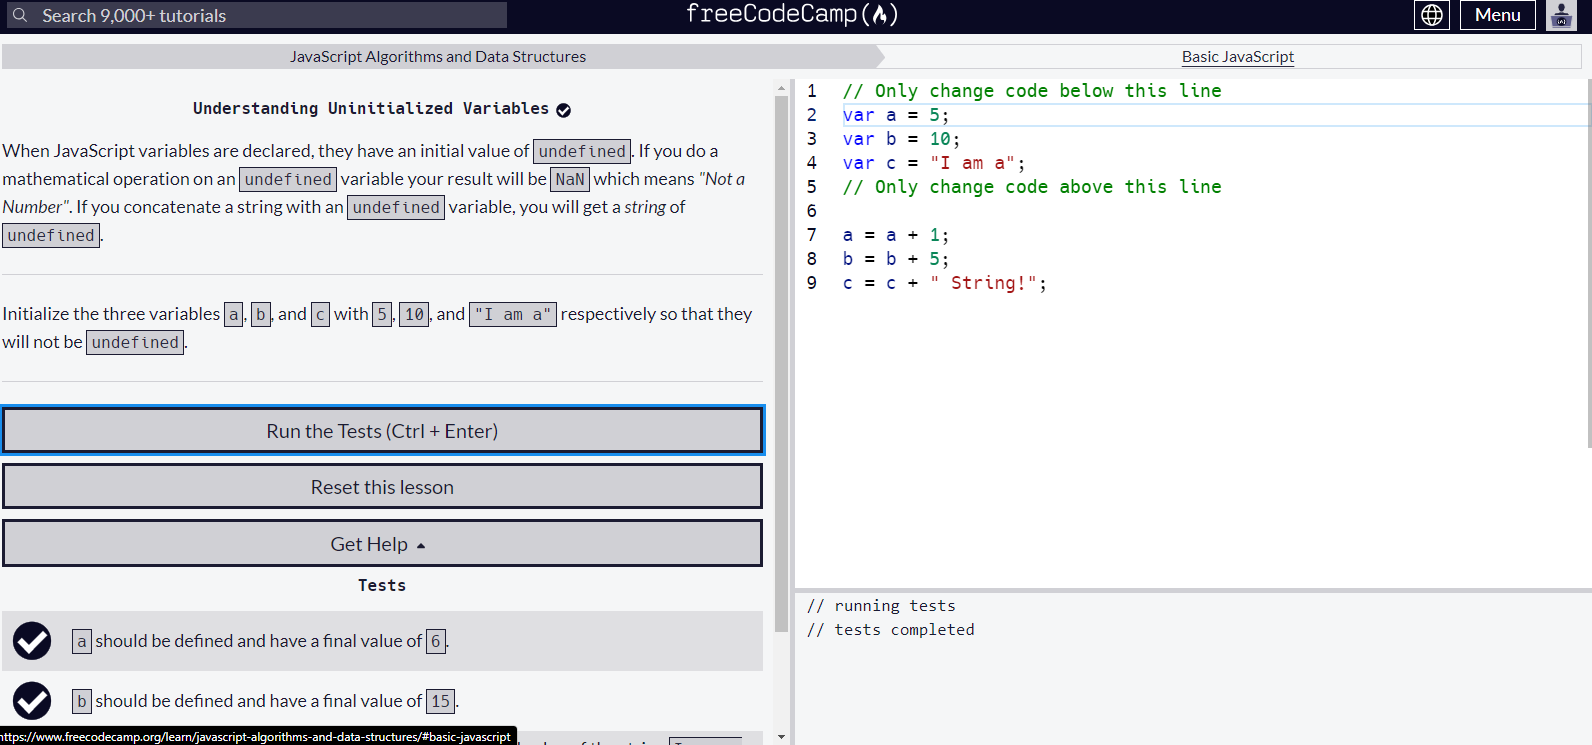 Search 9,000+ tutorials
freeCodeCamp
Menu
JavaScript Algorithms and Data Structures
Basic JavaScript
Understanding Uninitialized Variables
When JavaScript variables are declared, they have an initial value of undefined. If you do a
mathematical operation on an undefined variable your result will be NaN which means "Not a
Number". If you concatenate a string with an undefined variable, you will get a string of
undefined.
Initialize the three variables a, b, and c with 5, 10, and "I am a" respectively so that they
will not be undefined.
Run the Tests (Ctrl + Enter)
Reset this lesson
Get Help
Tests
a should be defined and have a final value of 6.
b should be defined and have a final value of 15.
https://www.freecodecamp.org/learn/javascript-algorithms-and-data-structures/#basic-javascript
1 // Only change code below this line
2 var a = 5;
3 var b = 10;
4 var c = "I am a";
5 // Only change code above this line
6
7 a = a + 1;
8 b = b + 5;
9 c = c + " String!";
// running tests
// tests completed